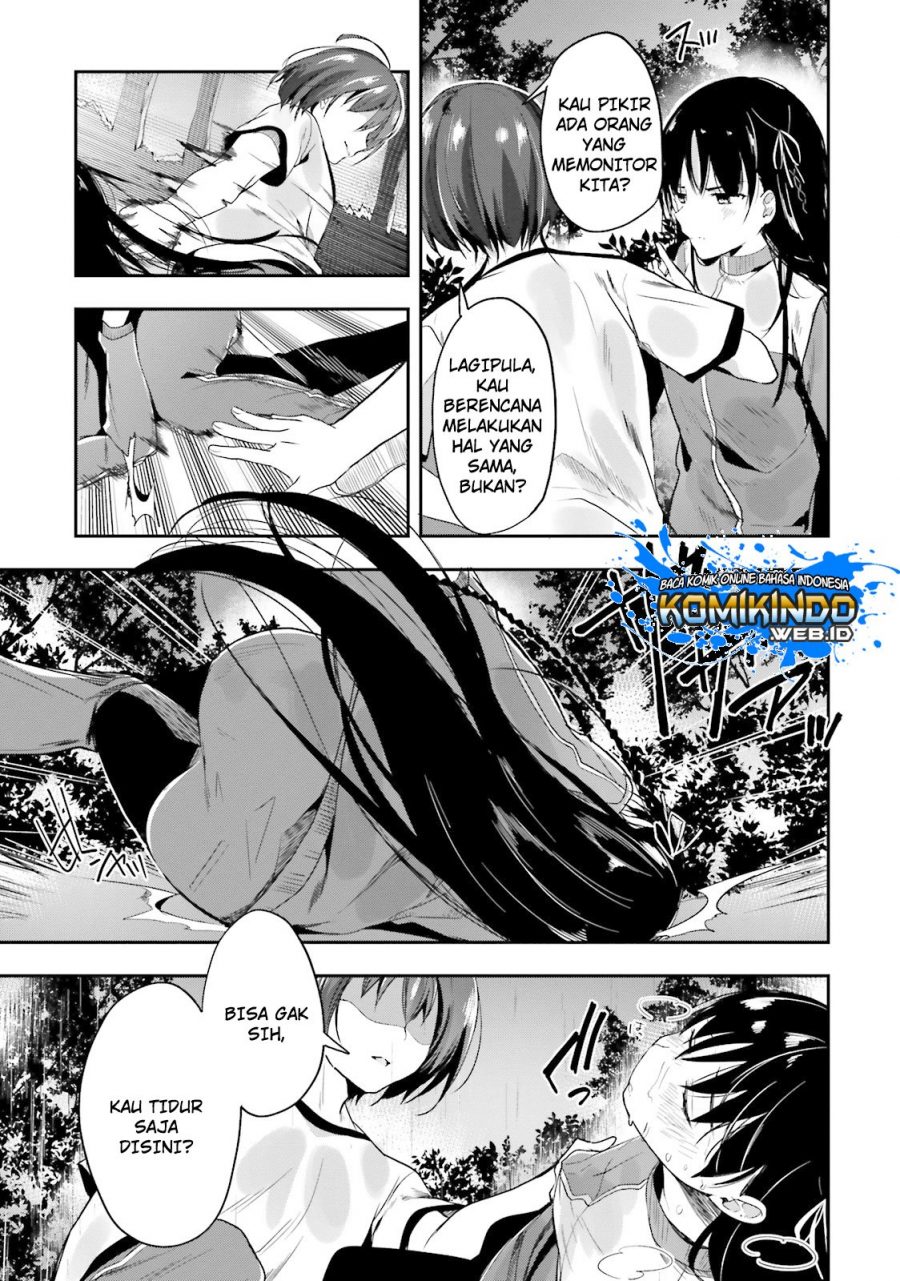 KAU PIKIR
ADA ORANG
YANG
MEMONITOR
KITA?
LAGIPULA,
KAU
BERENCANA
MELAKUKAN
HAL YANG
SAMA,
BUKAN?
BACA KOMIK ONLINE BAHASA INDONESIA
KOMIKINDO
WEB.ID
BISA GAK
SIH,
KAU TIDUR
SAJA
DISINI?